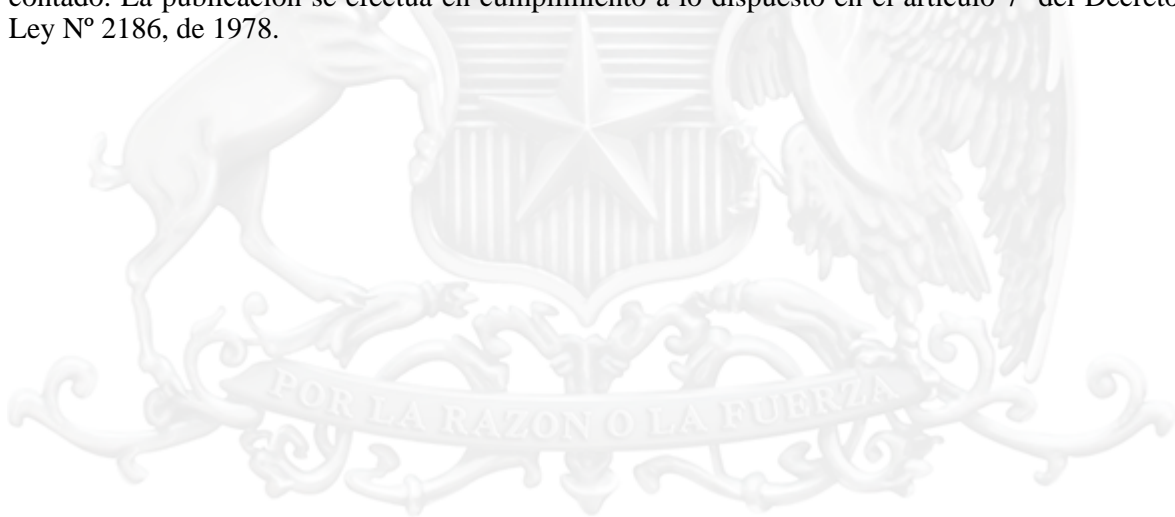 contado. La publicación se efectúa en cumplimiento a lo dispuesto en el artículo 7º del Decreto
Ley Nº 2186, de 1978.
POR LA RAZON O LA FUERZA